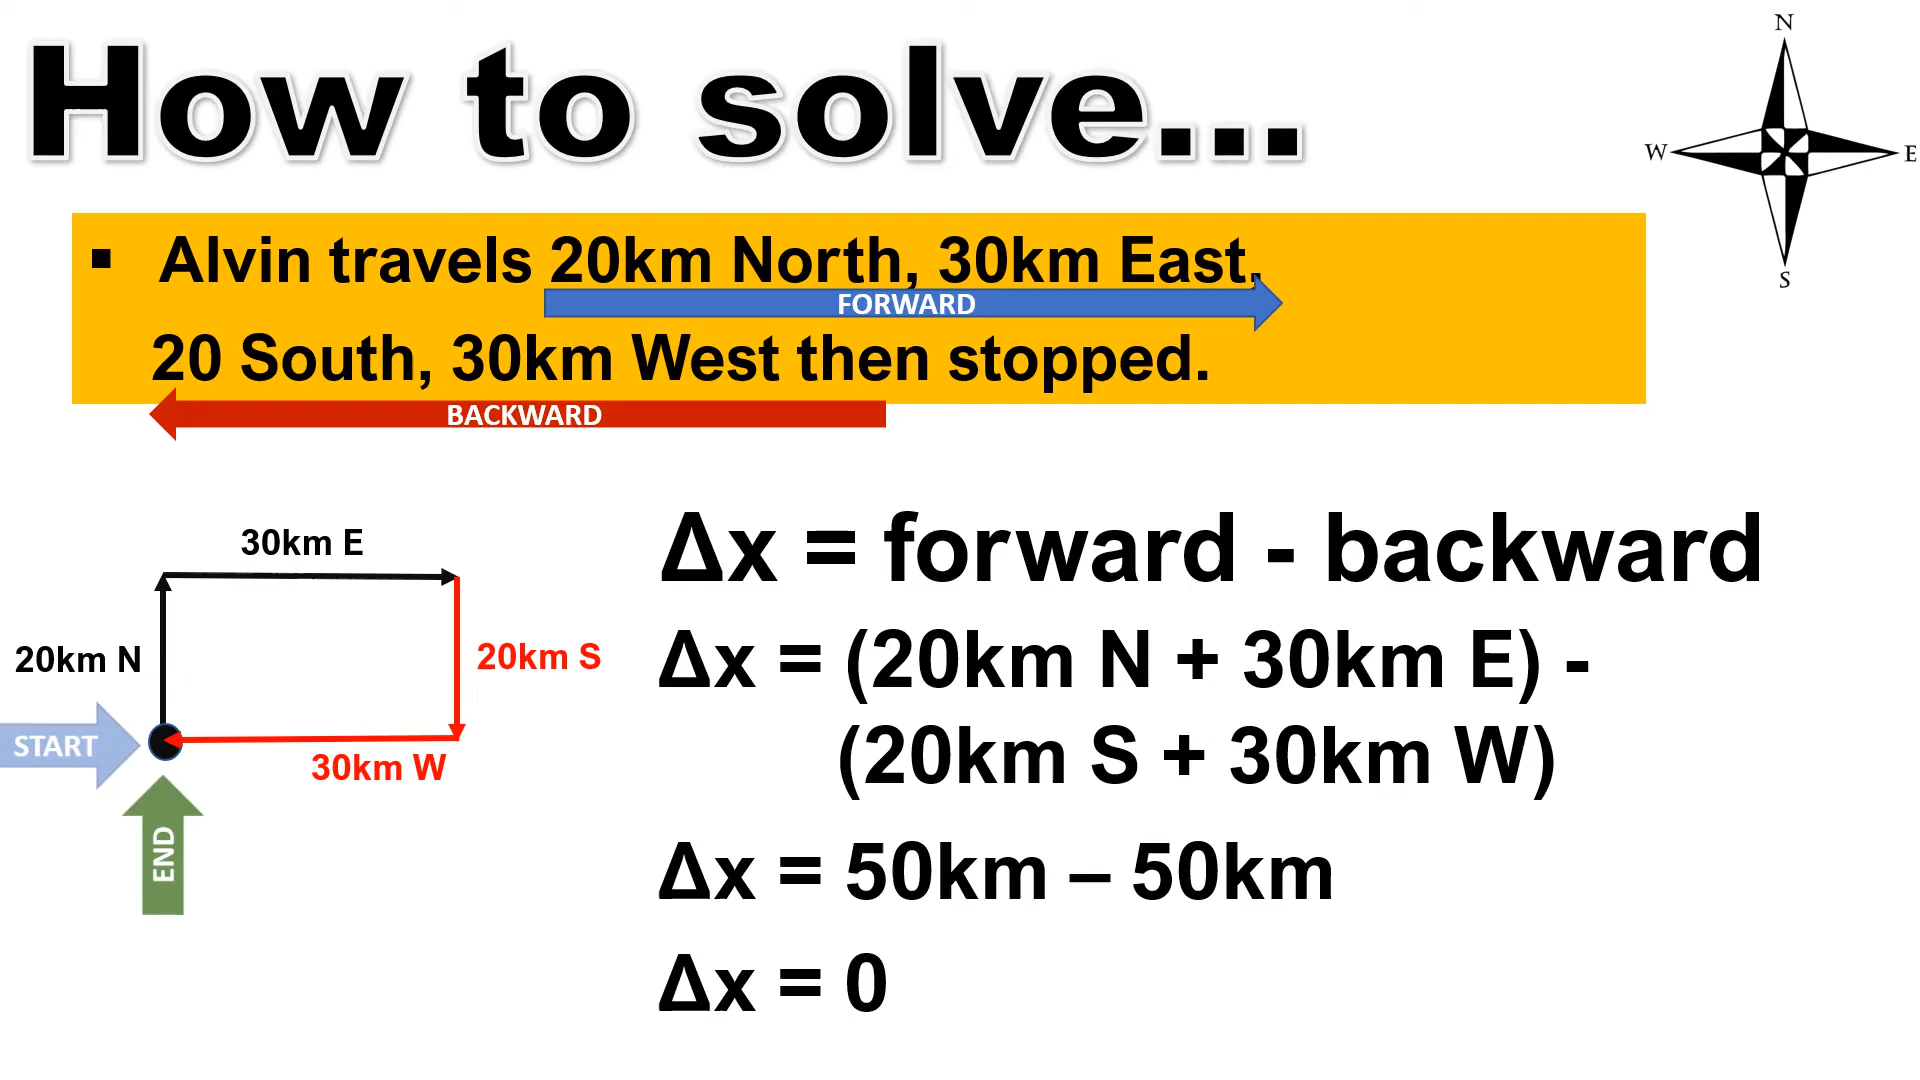 How to solve...
N
W
E
S
▪ Alvin travels 20km North, 30km East,
FORWARD
20 South, 30km West then stopped.
BACKWARD
30km E
20km N
20km S
START
30km W
END
Δx = forward - backward
Δx = (20km N + 30km E) -
(20km S + 30km W)
Δx = 50km – 50km
Δx = 0